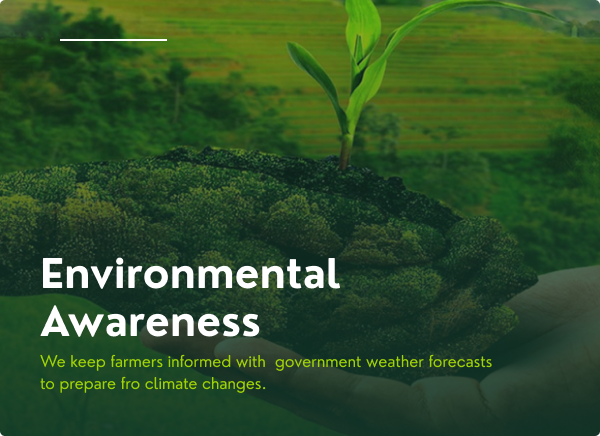 Environmental
Awareness
We keep farmers informed with  government weather forecasts
to prepare fro climate changes.